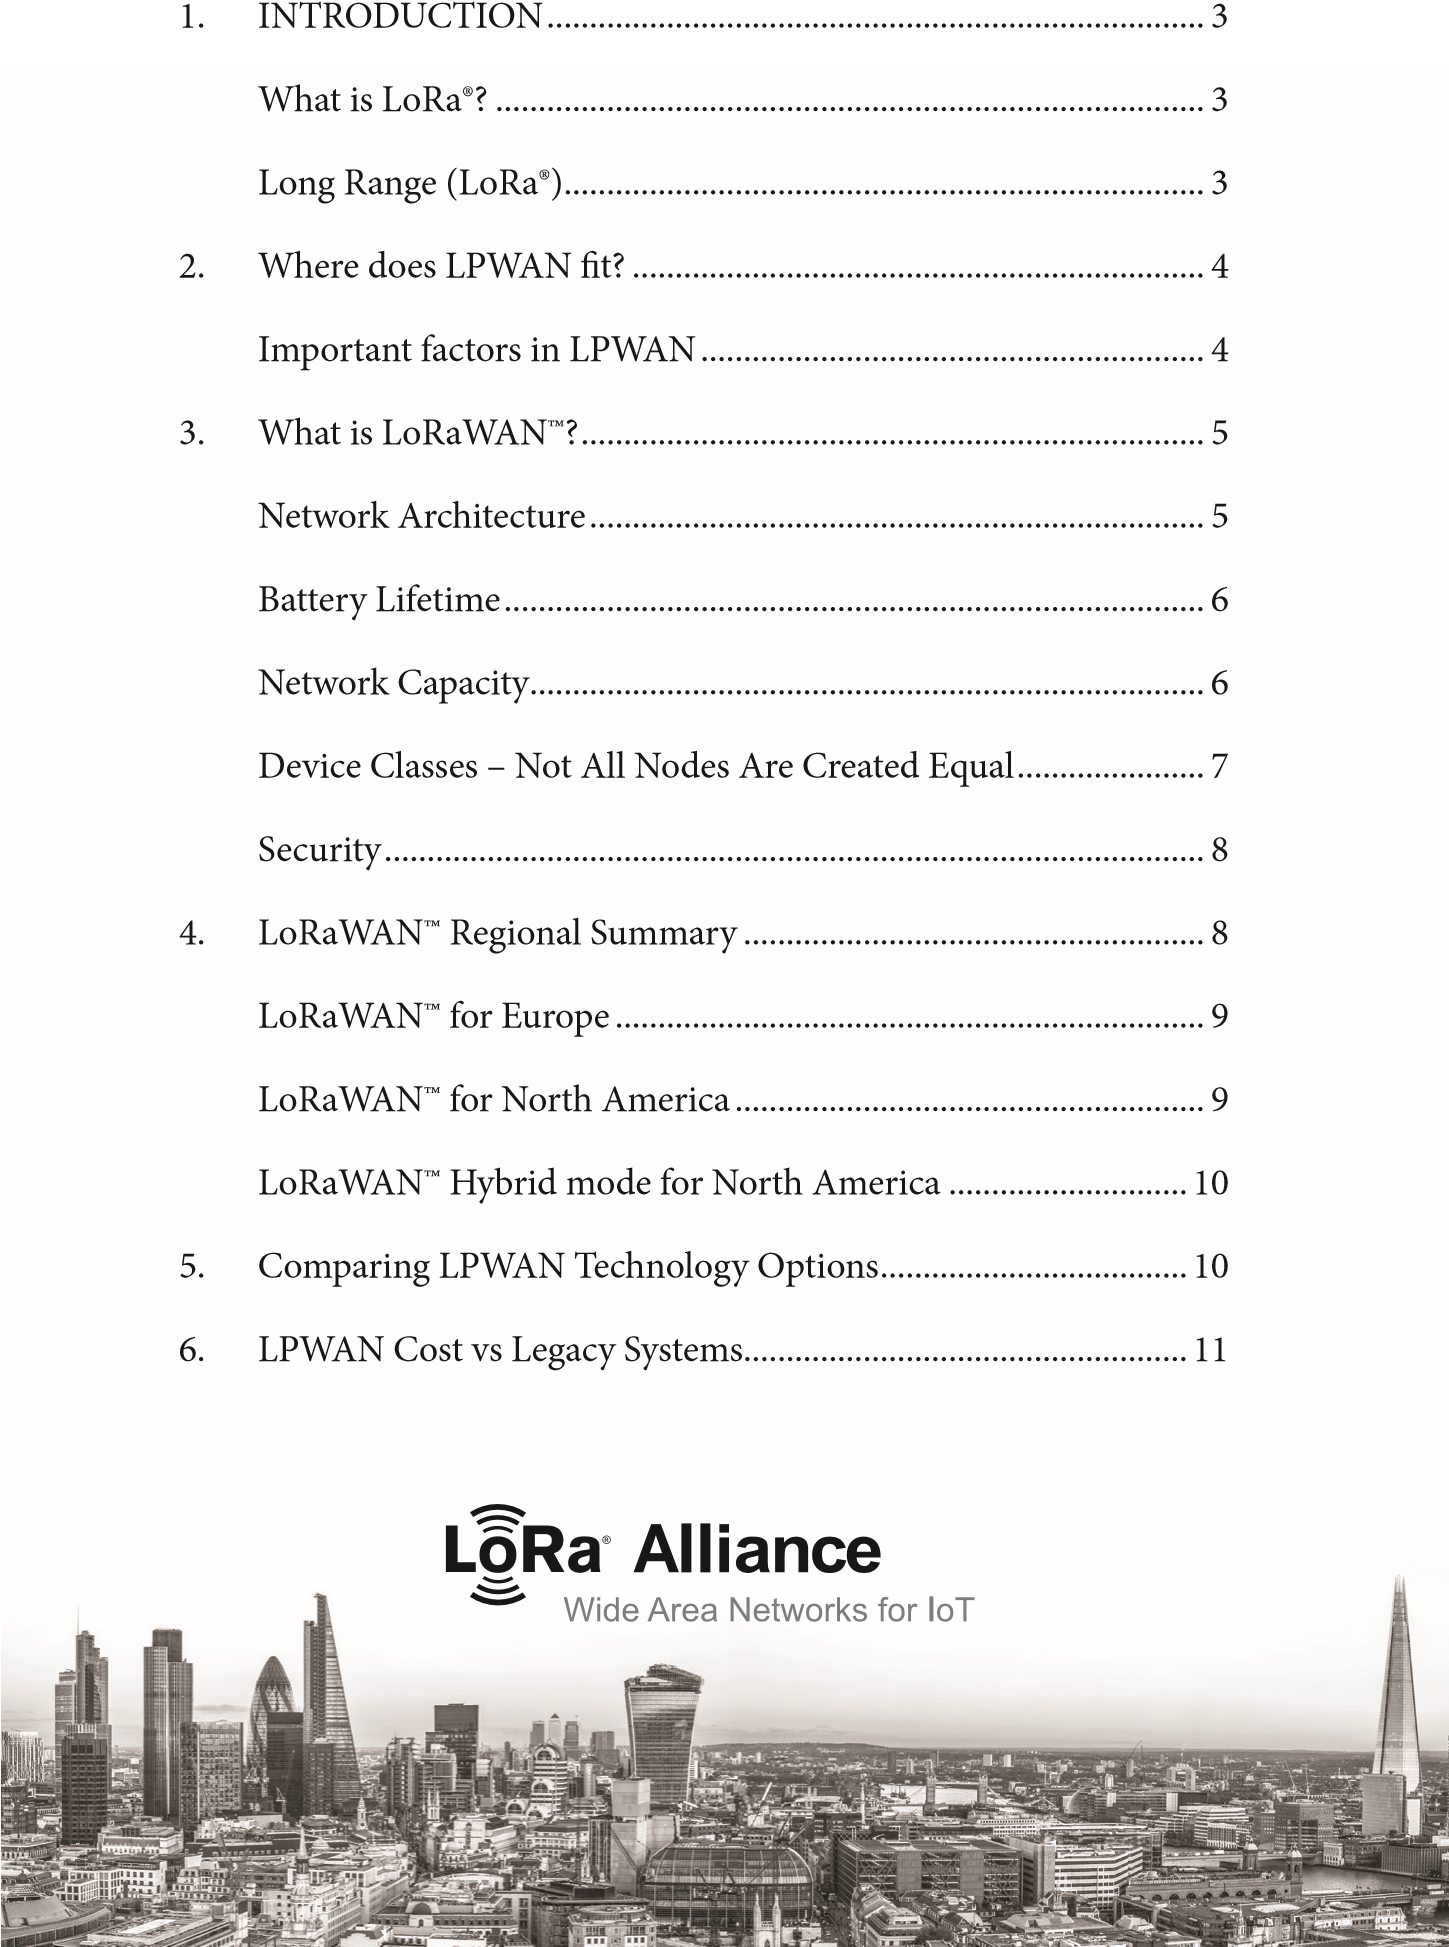 1. INTRODUCTION.......... 3
What is LoRa®? .......... 3
Long Range (LoRa®).......... 3
2. Where does LPWAN fit? .......... 4
Important factors in LPWAN .......... 4
3. What is LoRaWAN™?.......... 5
Network Architecture .......... 5
Battery Lifetime .......... 6
Network Capacity.......... 6
Device Classes – Not All Nodes Are Created Equal.......... 7
Security .......... 8
4. LoRaWAN™ Regional Summary .......... 8
LoRaWAN™ for Europe .......... 9
LoRaWAN™ for North America .......... 9
LoRaWAN™ Hybrid mode for North America .......... 10
5. Comparing LPWAN Technology Options.......... 10
6. LPWAN Cost vs Legacy Systems.......... 11
LoRa® Alliance
Wide Area Networks for IoT